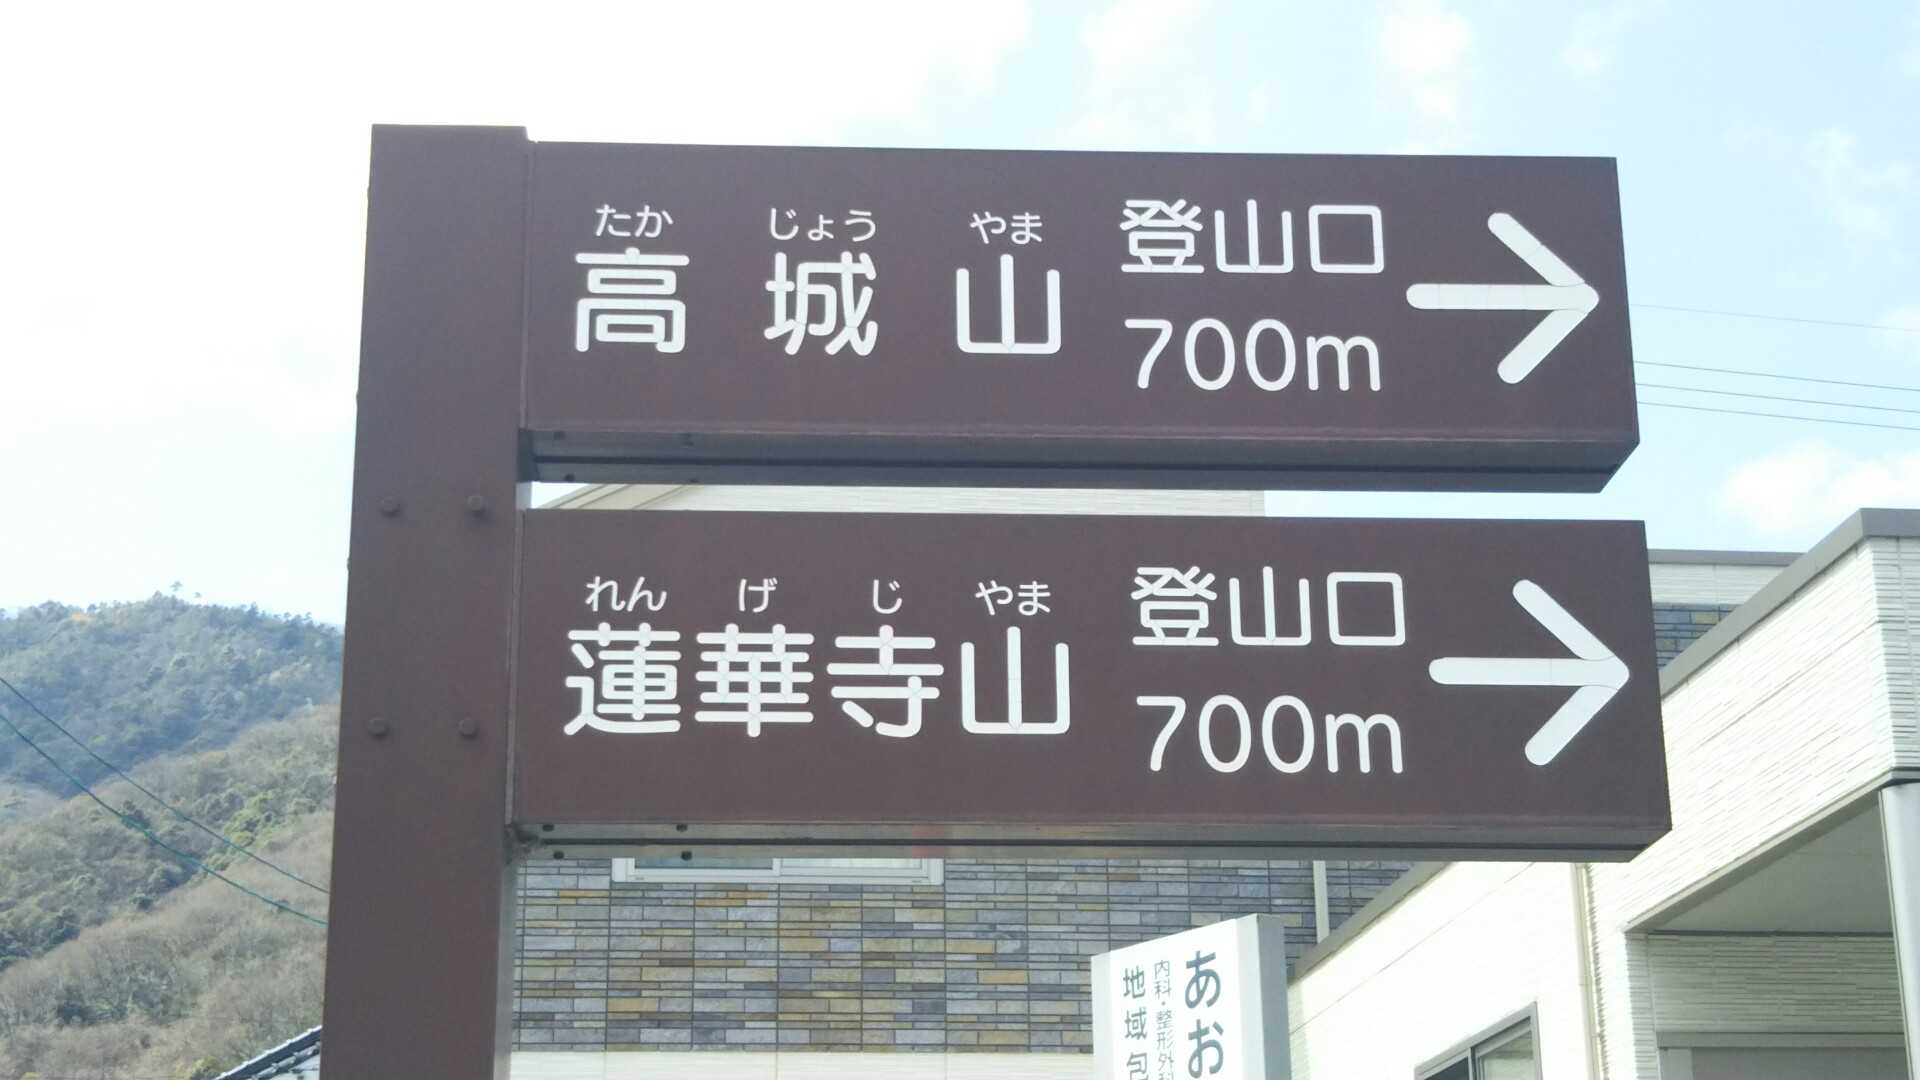 たか じょう やま
高城山 登山口
700m
れん げ じ やま
蓮華寺山 登山口
700m
あお
内科・整形外科
地域包